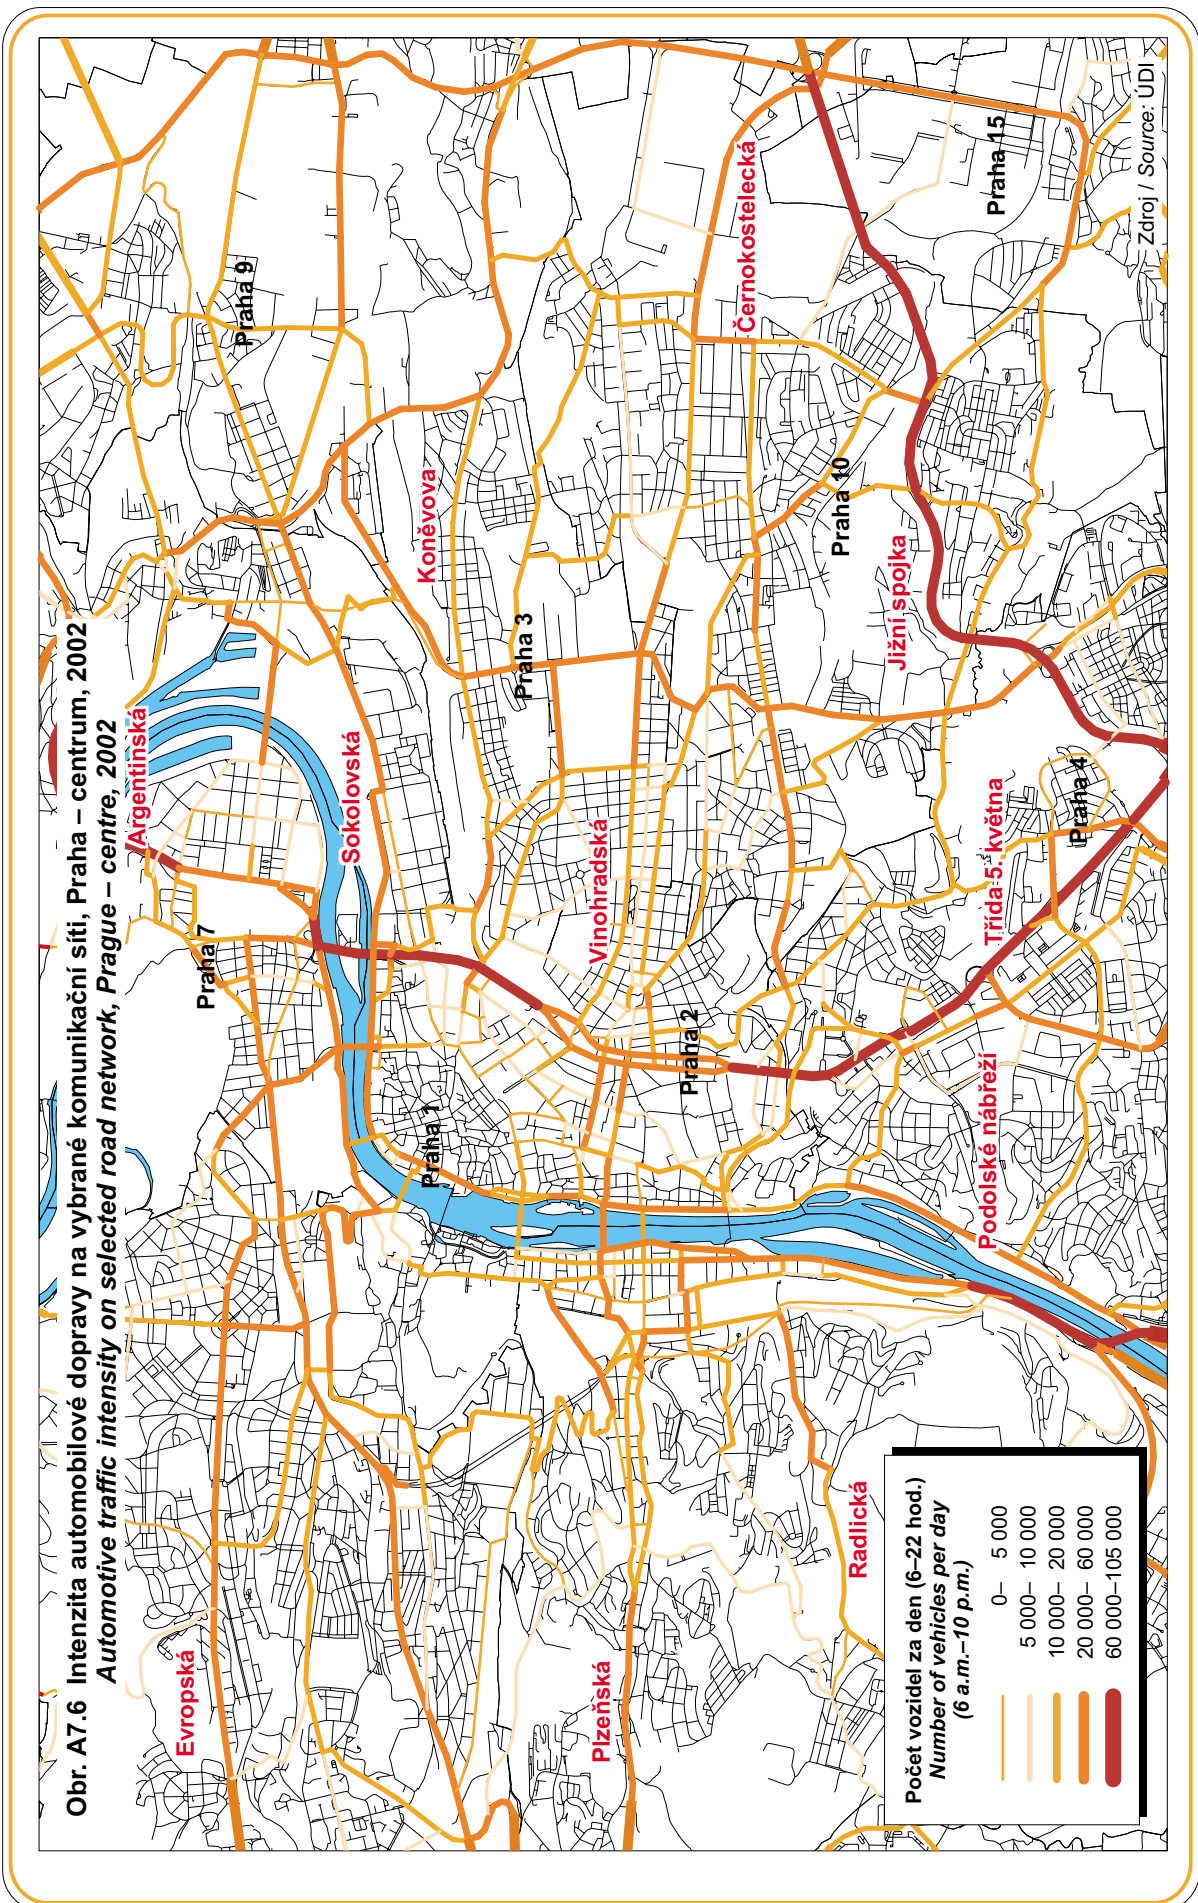 Obr. A7.6 Intenzita automobilové dopravy na vybrané komunikační síti, Praha – centrum, 2002
Automotive traffic intensity on selected road network, Prague – centre, 2002
Evropská
Praha 7
Argentinská
Praha 9
Sokolovská
Praha 1
Koněvova
Praha 3
Plzeňská
Vinohradská
Praha 2
Černokostelecká
Radlická
Praha 10
Jižní spojka
Podolské nábřeží
Třída 5. května
Praha 15
Praha 4
Počet vozidel za den (6–22 hod.)
Number of vehicles per day
(6 a.m.–10 p.m.)
0– 5 000
5 000– 10 000
10 000– 20 000
20 000– 60 000
60 000–105 000
Zdroj / Source: ÚDI